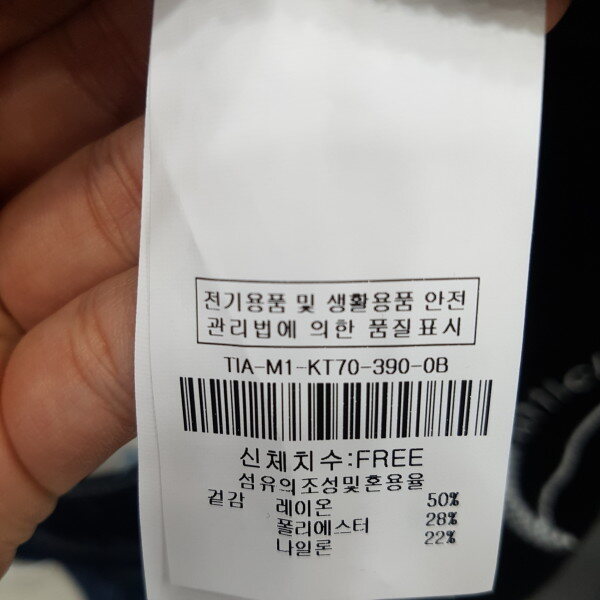 전기용품 및 생활용품 안전
관리법에 의한 품질표시
TIA-M1-KT70-390-0B
신체치수:FREE
섬유의조성및혼용율
겉감 레이온 50%
폴리에스터 28%
나일론 22%